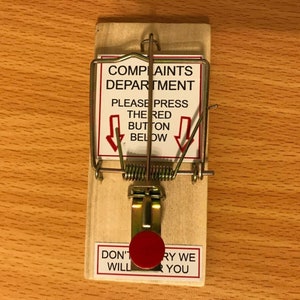 COMPLAINTS
DEPARTMENT
PLEASE PRESS
THE RED
BUTTON
BELOW
DON'T WE
WILL YOU